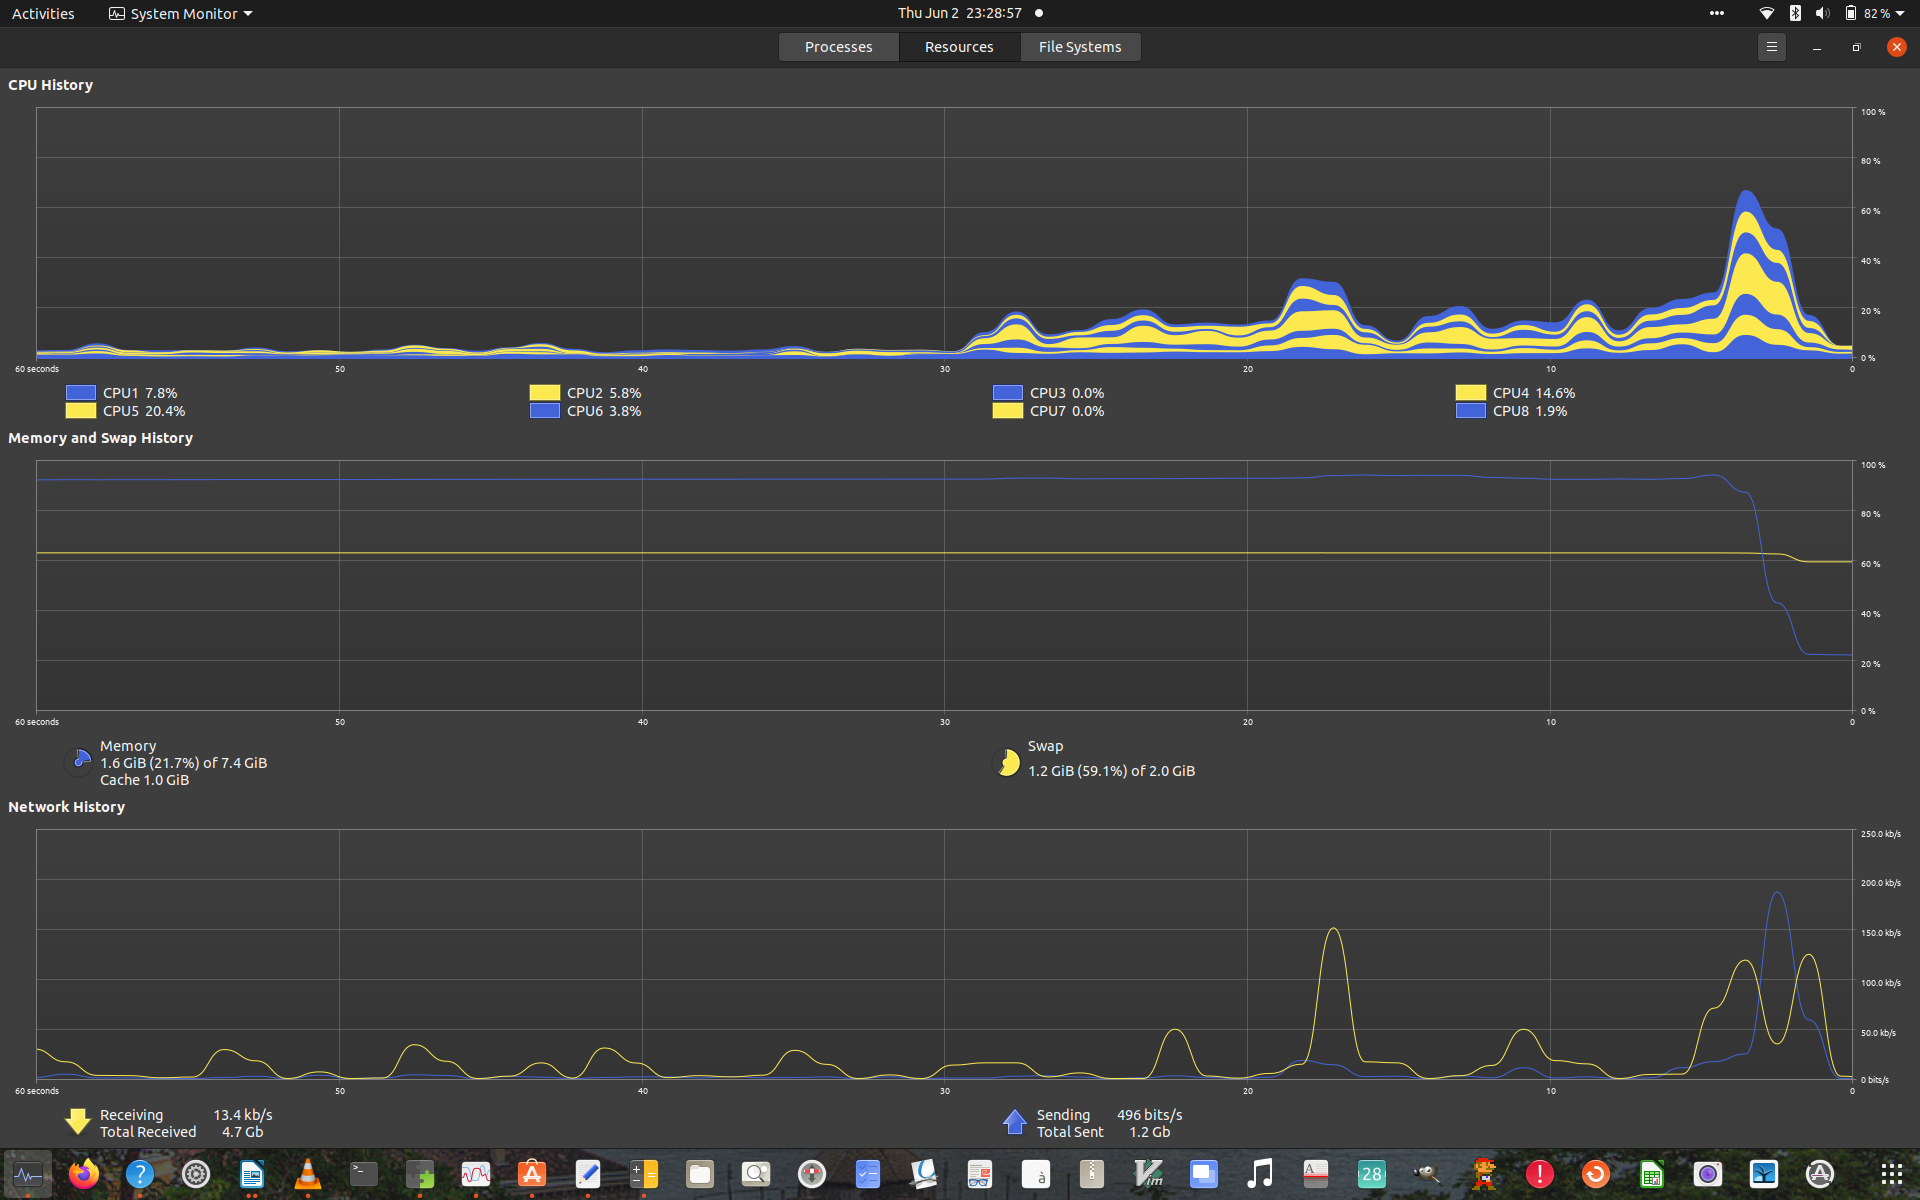 Activities System Monitor Thu Jun 2 23:28:57 82 %
Processes Resources File Systems
CPU History
100 %
80 %
60 %
40 %
20 %
0 %
60 seconds 50 40 30 20 10 0
CPU1 7.8% CPU2 5.8% CPU3 0.0% CPU4 14.6%
CPU5 20.4% CPU6 3.8% CPU7 0.0% CPU8 1.9%
Memory and Swap History
100 %
80 %
60 %
40 %
20 %
0 %
60 seconds 50 40 30 20 10 0
Memory
1.6 GiB (21.7%) of 7.4 GiB
Cache 1.0 GiB
Swap
1.2 GiB (59.1%) of 2.0 GiB
Network History
250.0 kb/s
200.0 kb/s
150.0 kb/s
100.0 kb/s
50.0 kb/s
0 bits/s
60 seconds 50 40 30 20 10 0
Receiving 13.4 kb/s Sending 496 bits/s
Total Received 4.7 Gb Total Sent 1.2 Gb
? >_ à Vim A 28 !